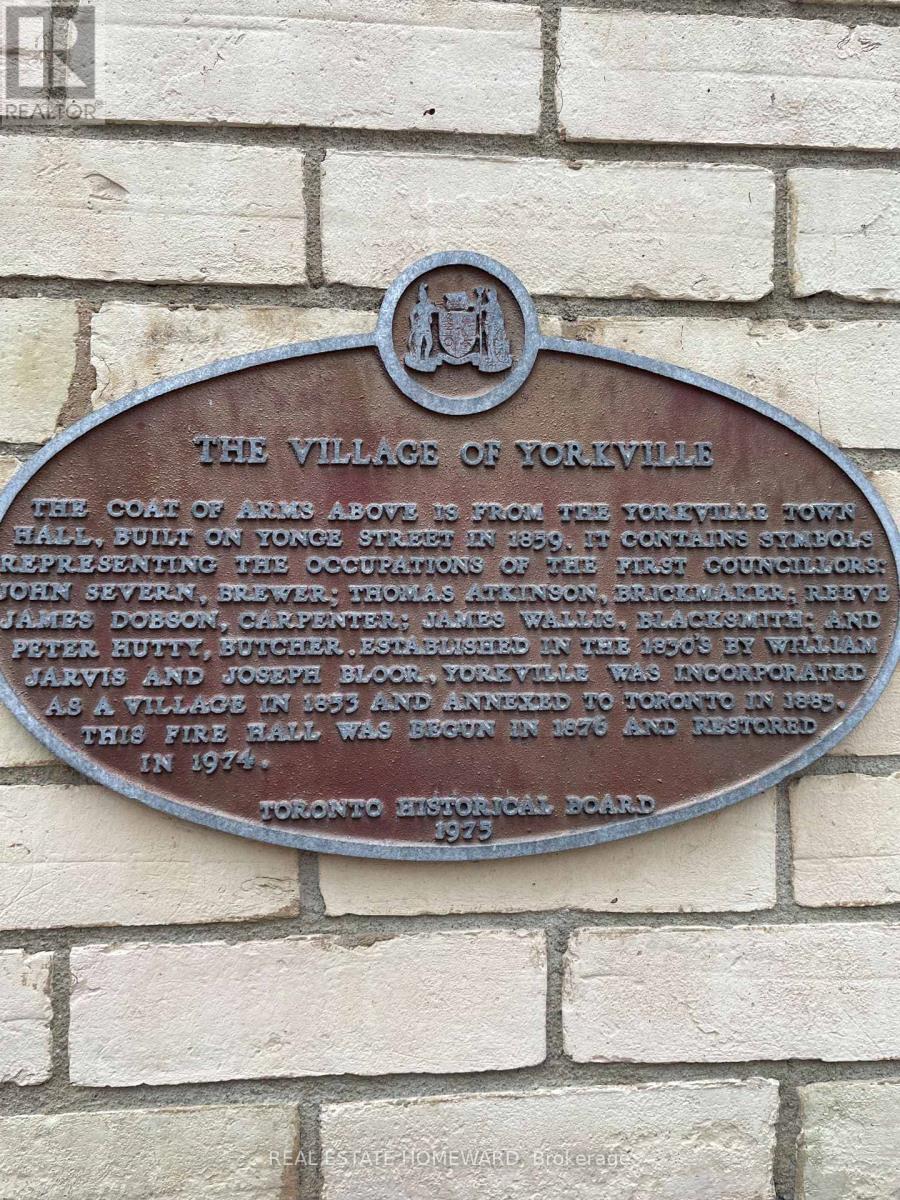 REALTOR
THE VILLAGE OF YORKVILLE
THE COAT OF ARMS ABOVE IS FROM THE YORKVILLE TOWN
HALL, BUILT ON YONGE STREET IN 1859. IT CONTAINS SYMBOLS
REPRESENTING THE OCCUPATIONS OF THE FIRST COUNCILLORS:
JOHN SEVERN, BREWER; THOMAS ATKINSON, BRICKMAKER; REEVE
JAMES DOBSON, CARPENTER; JAMES WALLIS, BLACKSMITH; AND
PETER HUTTY, BUTCHER. ESTABLISHED IN THE 1830'S BY WILLIAM
JARVIS AND JOSEPH BLOOR, YORKVILLE WAS INCORPORATED
AS A VILLAGE IN 1853 AND ANNEXED TO TORONTO IN 1883.
THIS FIRE HALL WAS BEGUN IN 1876 AND RESTORED
IN 1974.
TORONTO HISTORICAL BOARD
1975
REAL ESTATE HOMEWARD, Brokerage